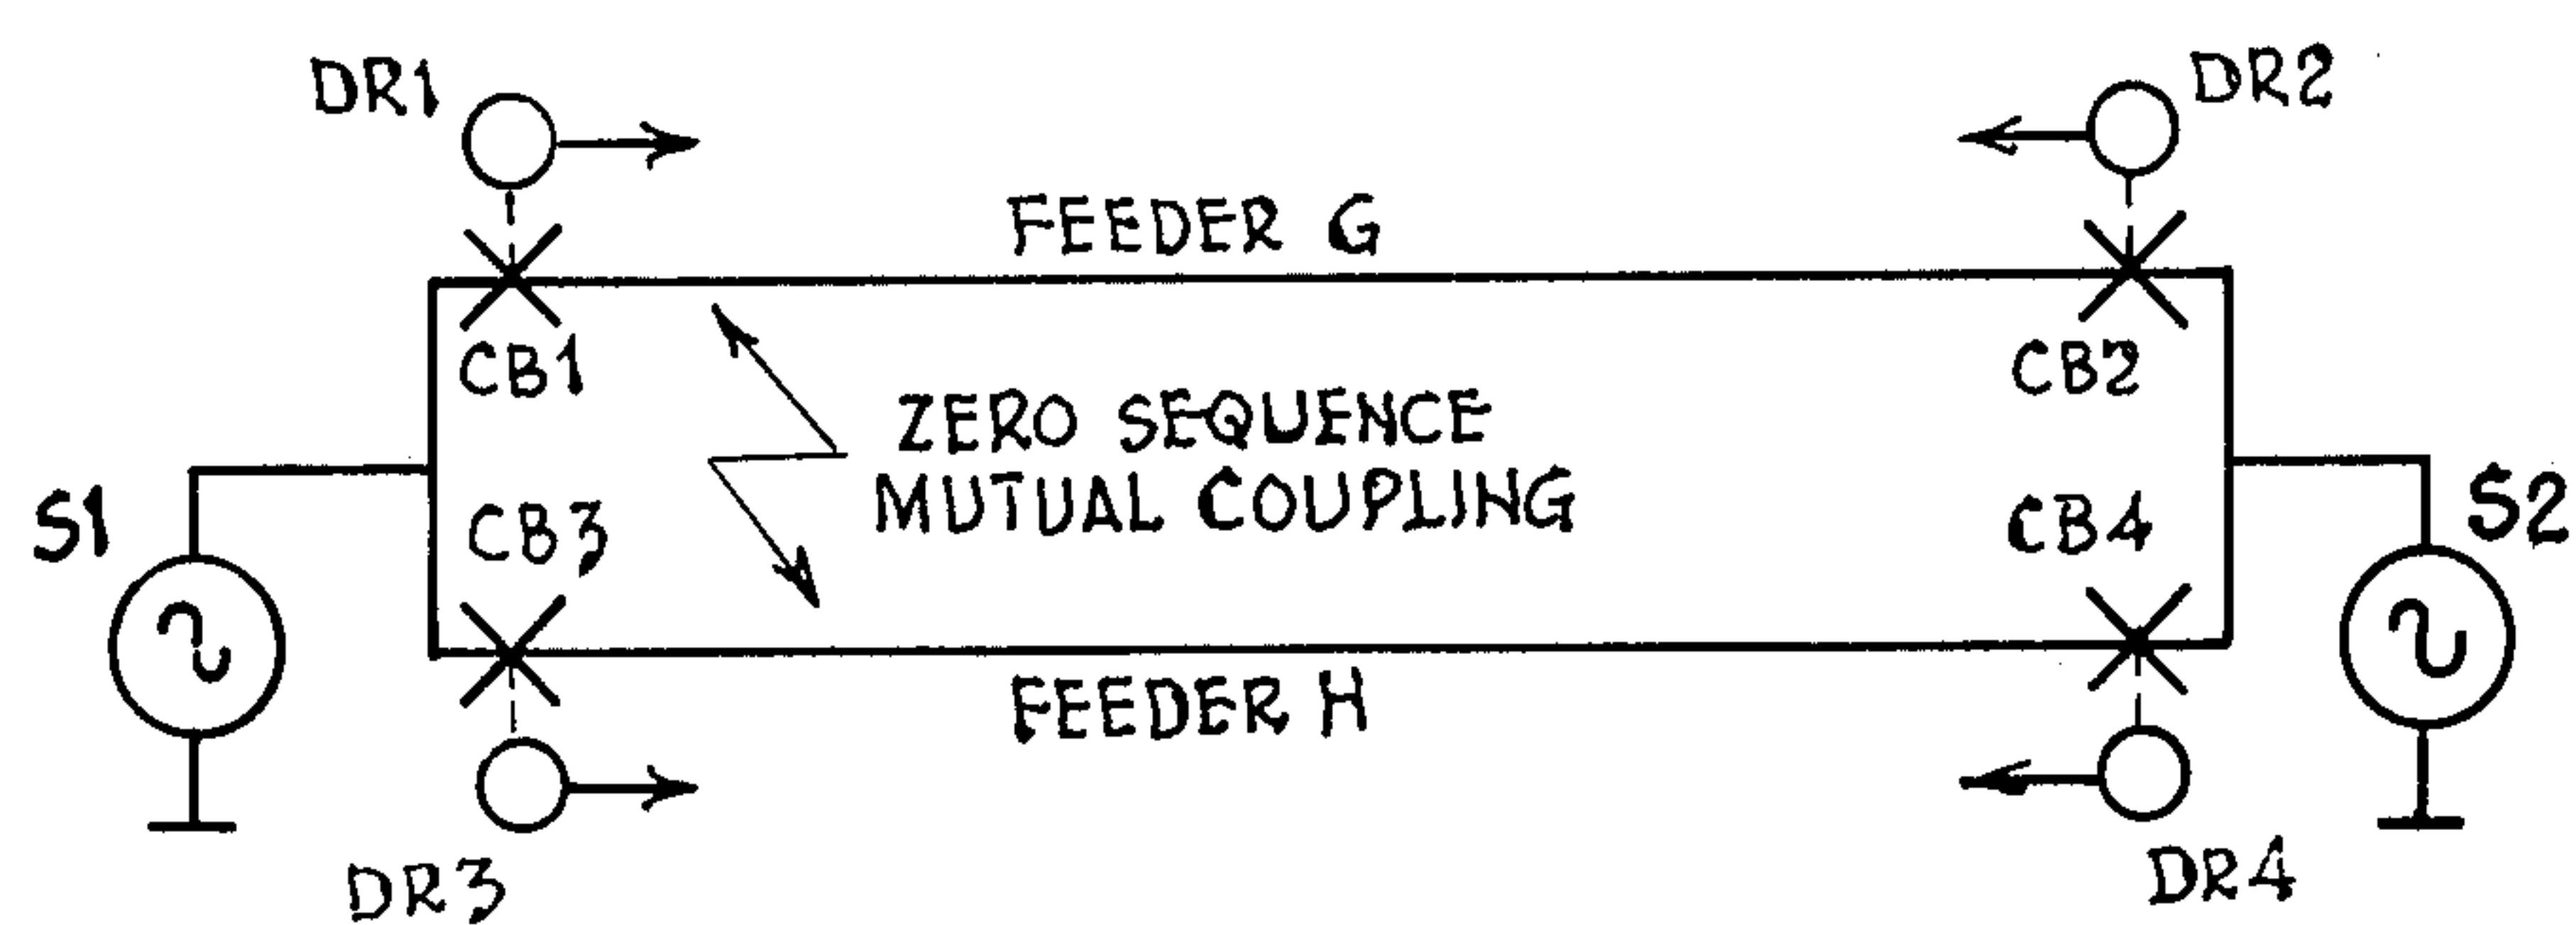 DR1
DR2
FEEDER G
CB1
CB2
ZERO SEQUENCE
MUTUAL COUPLING
S1
CB3
CB4
S2
FEEDER H
DR3
DR4